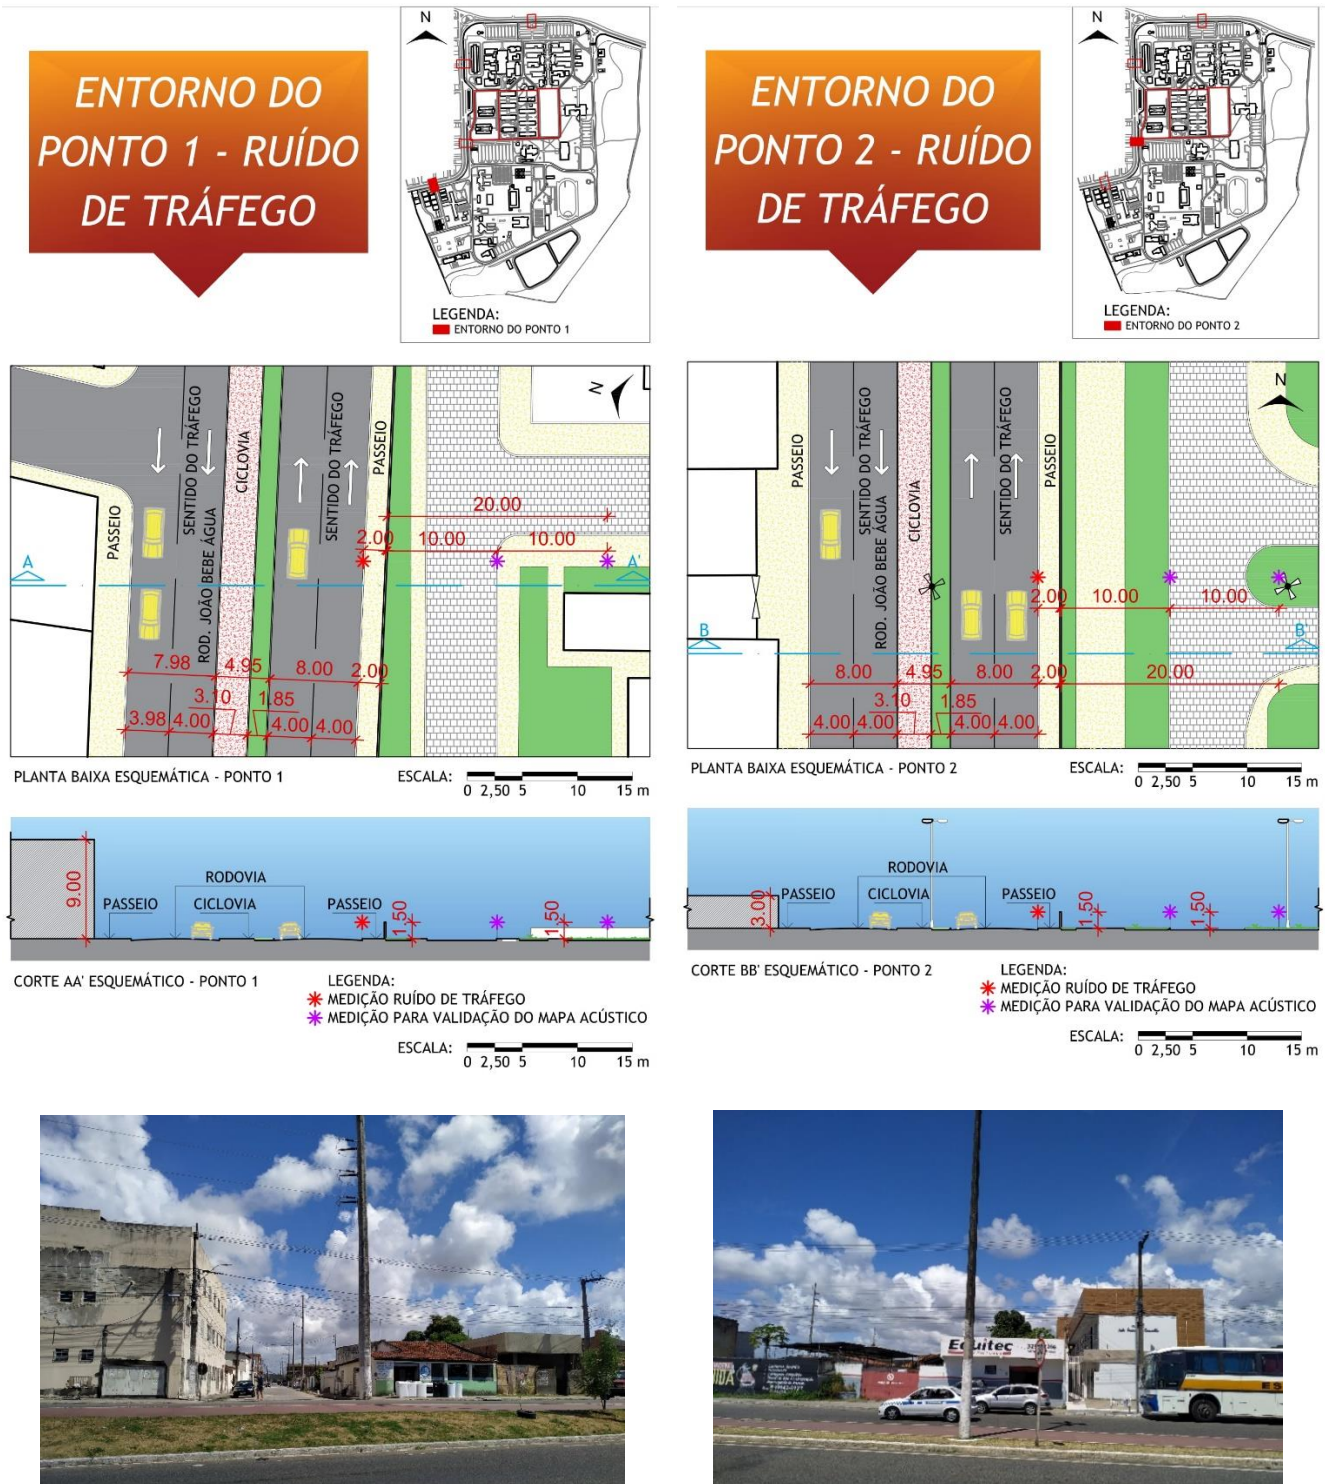 ENTORNO DO
PONTO 1 - RUÍDO
DE TRÁFEGO
N
LEGENDA:
ENTORNO DO PONTO 1
PASSEIO
SENTIDO DO TRÁFEGO
ROD. JOÃO BEBE ÁGUA
CICLOVIA
SENTIDO DO TRÁFEGO
PASSEIO
N
20.00
2.00
10.00
10.00
A
A'
7.98
4.95
8.00
2.00
3.10
1.85
3.98
4.00
4.00
4.00
PLANTA BAIXA ESQUEMÁTICA - PONTO 1
ESCALA:
0 2,50 5 10 15 m
9.00
RODOVIA
PASSEIO
CICLOVIA
PASSEIO
1.50
1.50
CORTE AA' ESQUEMÁTICO - PONTO 1
LEGENDA:
MEDIÇÃO RUÍDO DE TRÁFEGO
MEDIÇÃO PARA VALIDAÇÃO DO MAPA ACÚSTICO
ESCALA:
0 2,50 5 10 15 m
ENTORNO DO
PONTO 2 - RUÍDO
DE TRÁFEGO
N
LEGENDA:
ENTORNO DO PONTO 2
PASSEIO
SENTIDO DO TRÁFEGO
ROD. JOÃO BEBE ÁGUA
CICLOVIA
SENTIDO DO TRÁFEGO
PASSEIO
N
2.00
10.00
10.00
B
B'
8.00
4.95
8.00
2.00
20.00
3.10
1.85
4.00
4.00
4.00
4.00
PLANTA BAIXA ESQUEMÁTICA - PONTO 2
ESCALA:
0 2,50 5 10 15 m
3.00
RODOVIA
PASSEIO
CICLOVIA
PASSEIO
1.50
1.50
CORTE BB' ESQUEMÁTICO - PONTO 2
LEGENDA:
MEDIÇÃO RUÍDO DE TRÁFEGO
MEDIÇÃO PARA VALIDAÇÃO DO MAPA ACÚSTICO
ESCALA:
0 2,50 5 10 15 m
Equitec